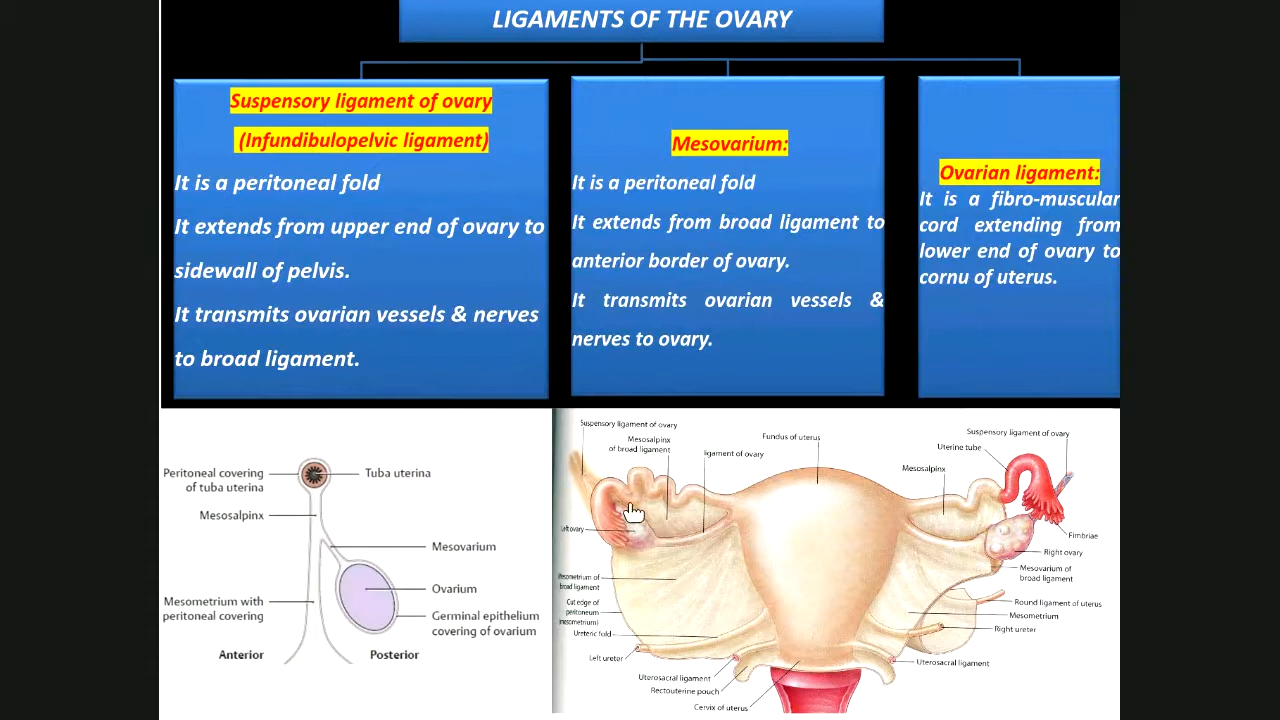 LIGAMENTS OF THE OVARY
Suspensory ligament of ovary
(Infundibulopelvic ligament)
It is a peritoneal fold
It extends from upper end of ovary to
sidewall of pelvis.
It transmits ovarian vessels & nerves
to broad ligament.
Mesovarium:
It is a peritoneal fold
It extends from broad ligament to
anterior border of ovary.
It transmits ovarian vessels &
nerves to ovary.
Ovarian ligament:
It is a fibro-muscular
cord extending from
lower end of ovary to
cornu of uterus.
Peritoneal covering
of tuba uterina
Tuba uterina
Mesosalpinx
Mesovarium
Ovarium
Mesometrium with
peritoneal covering
Germinal epithelium
covering of ovarium
Anterior
Posterior
Suspensory ligament of ovary
Mesosalpinx
of broad ligament
ligament of ovary
Fundus of uterus
Suspensory ligament of ovary
Uterine tube
Mesosalpinx
Left ovary
Fimbriae
Right ovary
Mesovarium of
broad ligament
Mesometrium of
broad ligament
Cut edge of
peritoneum
(mesometrium)
Round ligament of uterus
Mesometrium
Right ureter
Ureteric fold
Left ureter
Uterosacral ligament
Uterosacral ligament
Rectouterine pouch
Cervix of uterus